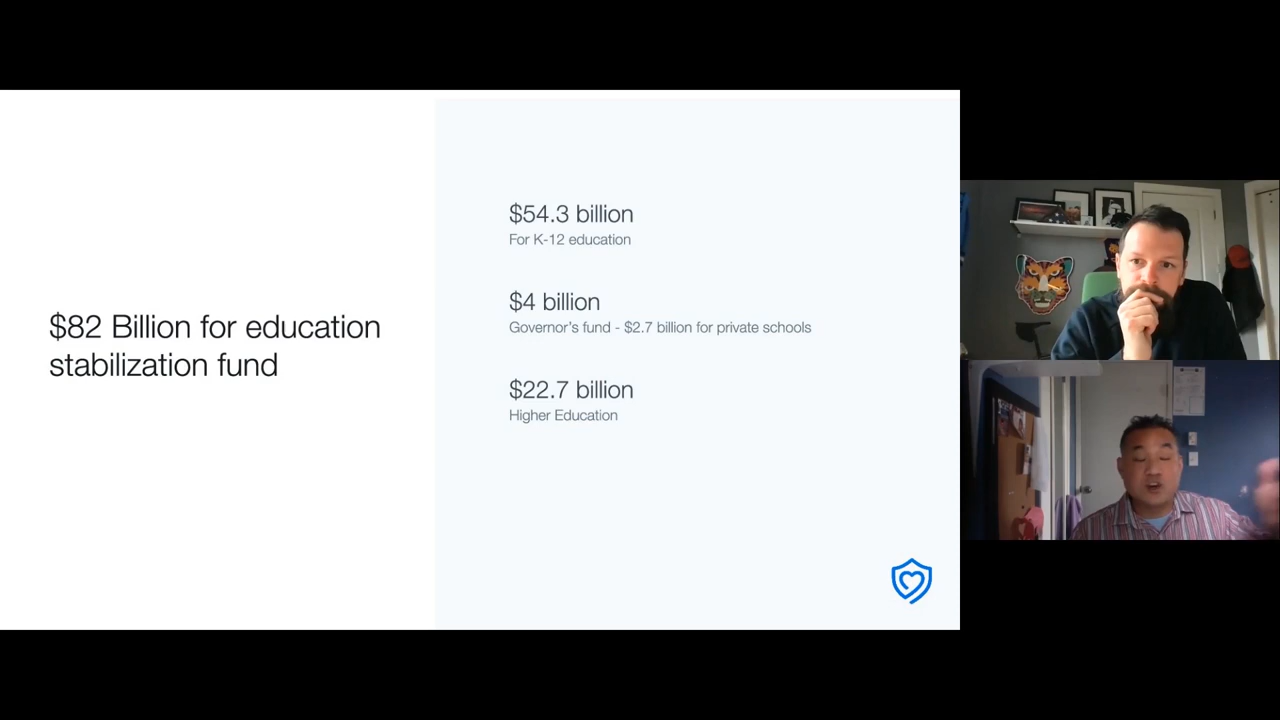 $82 Billion for education
stabilization fund
$54.3 billion
For K-12 education
$4 billion
Governor's fund - $2.7 billion for private schools
$22.7 billion
Higher Education